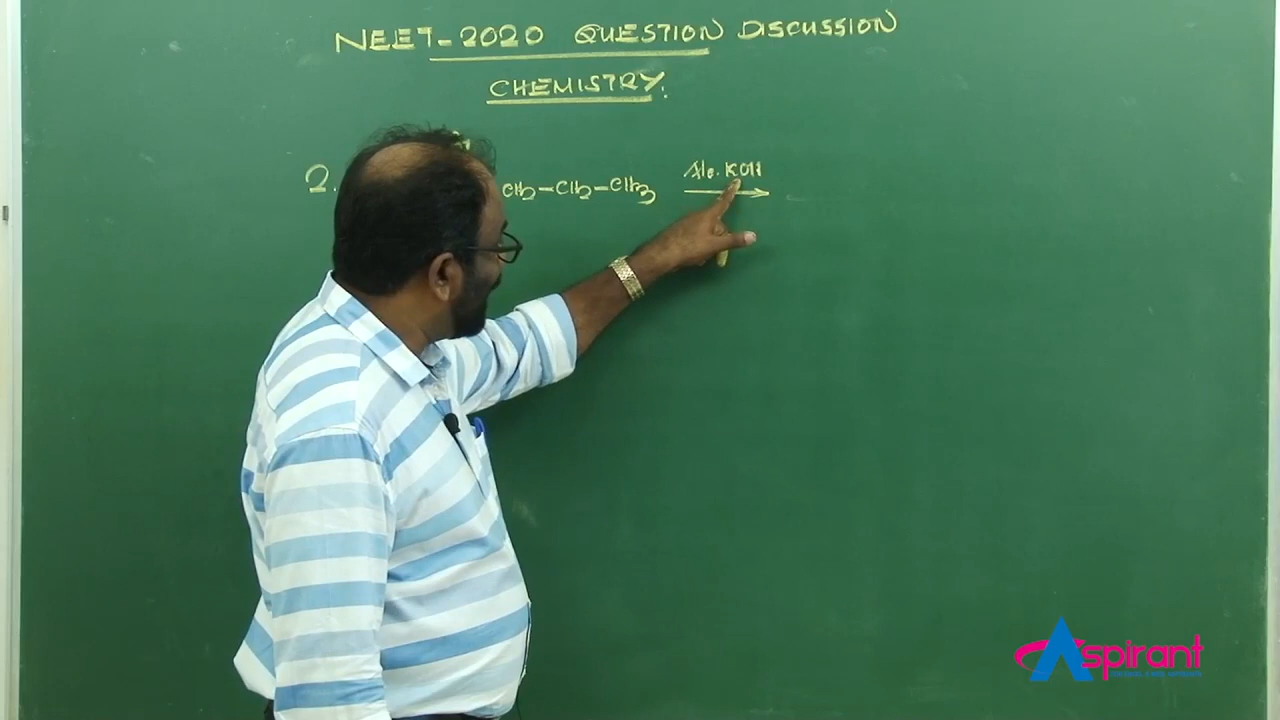 NEET-2020 QUESTION DISCUSSION
CHEMISTRY.
2. CH2-CH2-CH3 Alc. KOH
Aspirant